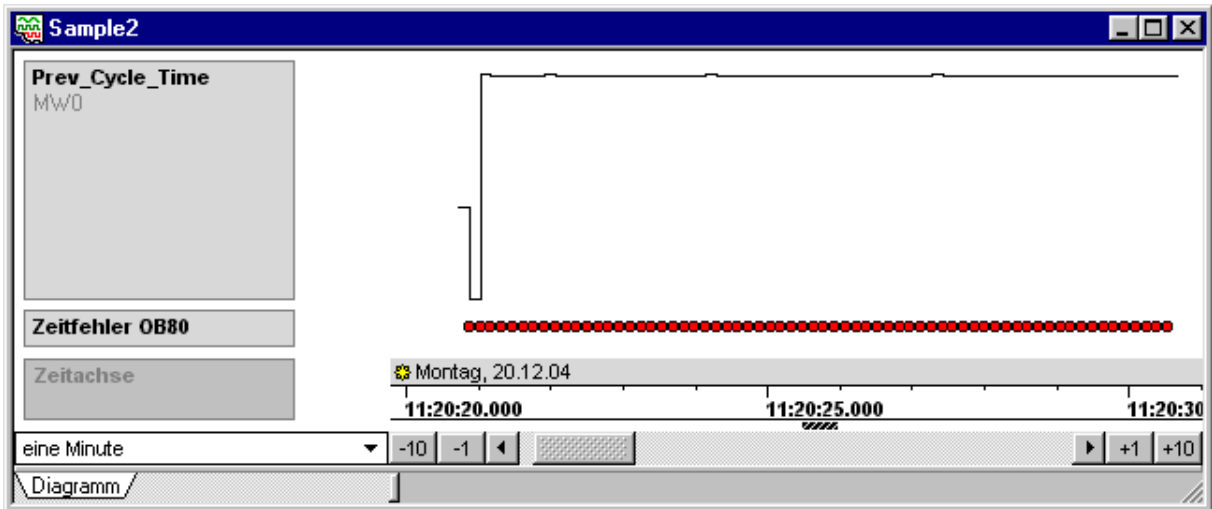 Sample2
Prev_Cycle_Time
MW0
Zeitfehler OB80
Zeitachse
Montag, 20.12.04
11:20:20.000 11:20:25.000 11:20:30
eine Minute -10 -1 +1 +10
Diagramm